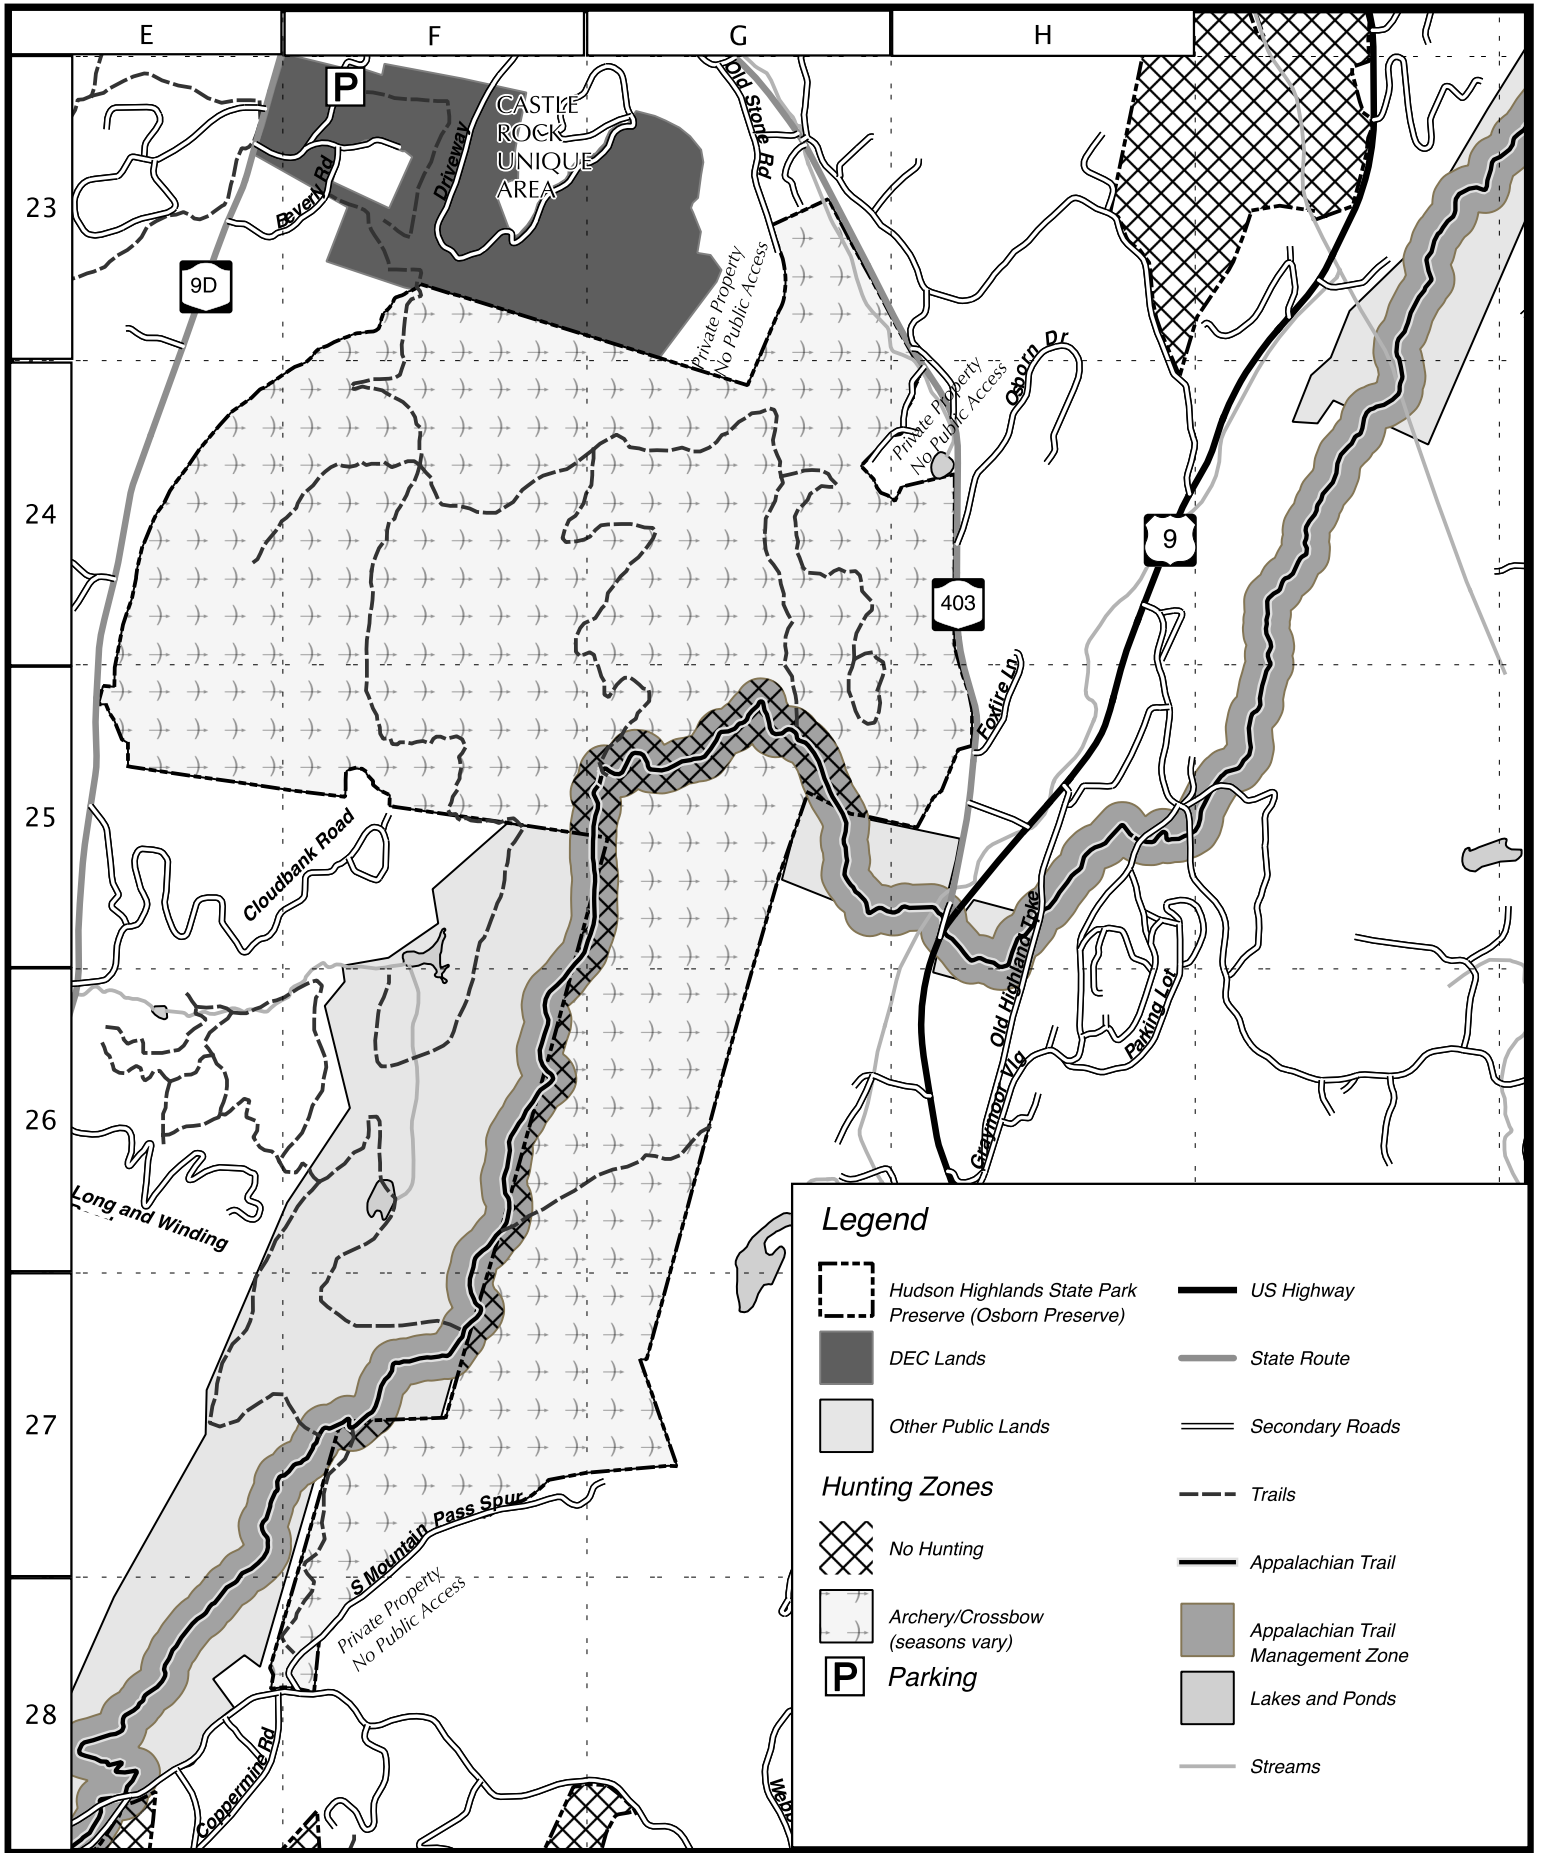 E
F
G
H
23
24
25
26
27
28
P
CASTLE
ROCK
UNIQUE
AREA
Driveway
Beverly Rd
Old Stone Rd
9D
Private Property
No Public Access
Osborn Dr
Private Property
No Public Access
9
403
Foxfire Ln
Cloudbank Road
Old Highland Tpke
Parking Lot
Graymoor Vlg
Long and Winding
S Mountain Pass Spur
Private Property
No Public Access
Coppermine Rd
Webb
Legend
Hudson Highlands State Park
Preserve (Osborn Preserve)
DEC Lands
Other Public Lands
Hunting Zones
No Hunting
Archery/Crossbow
(seasons vary)
P Parking
US Highway
State Route
Secondary Roads
Trails
Appalachian Trail
Appalachian Trail
Management Zone
Lakes and Ponds
Streams